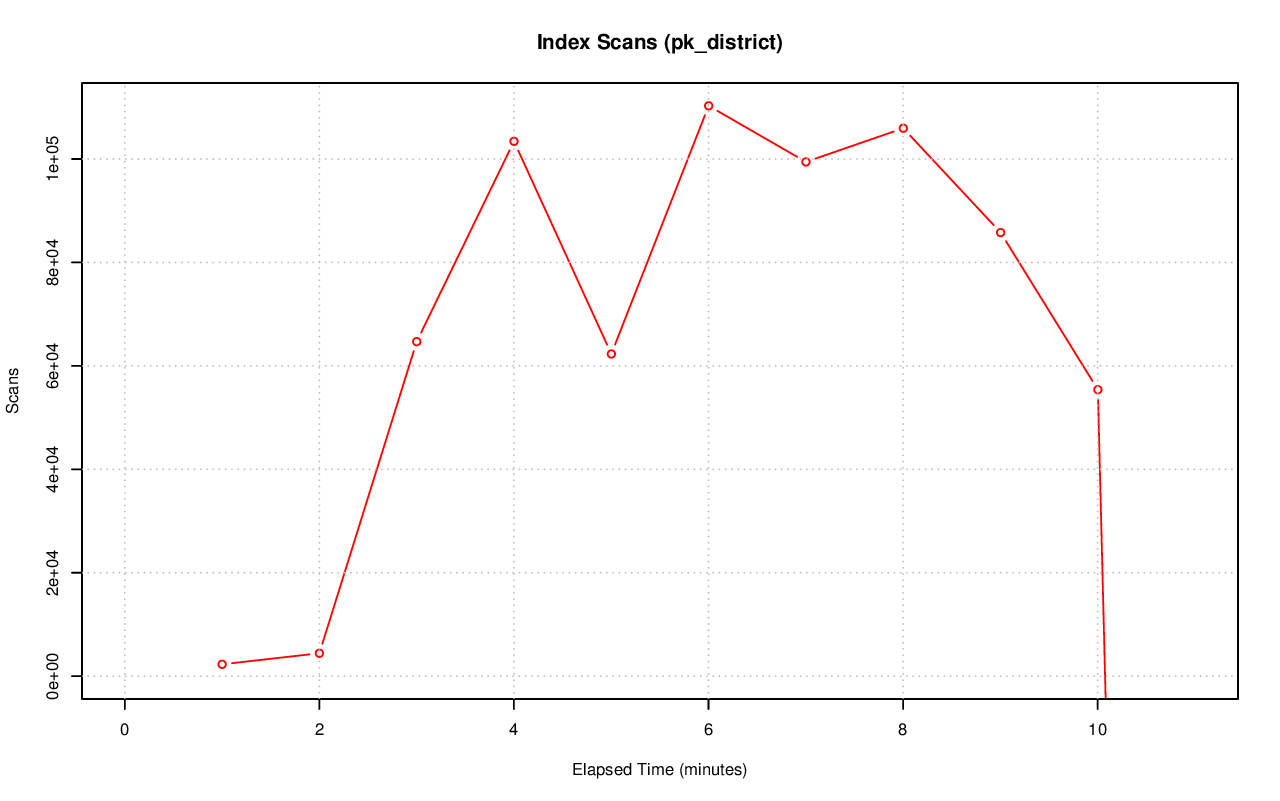 Index Scans (pk_district)
Scans
1e+05
8e+04
6e+04
4e+04
2e+04
0e+00
0 2 4 6 8 10
Elapsed Time (minutes)